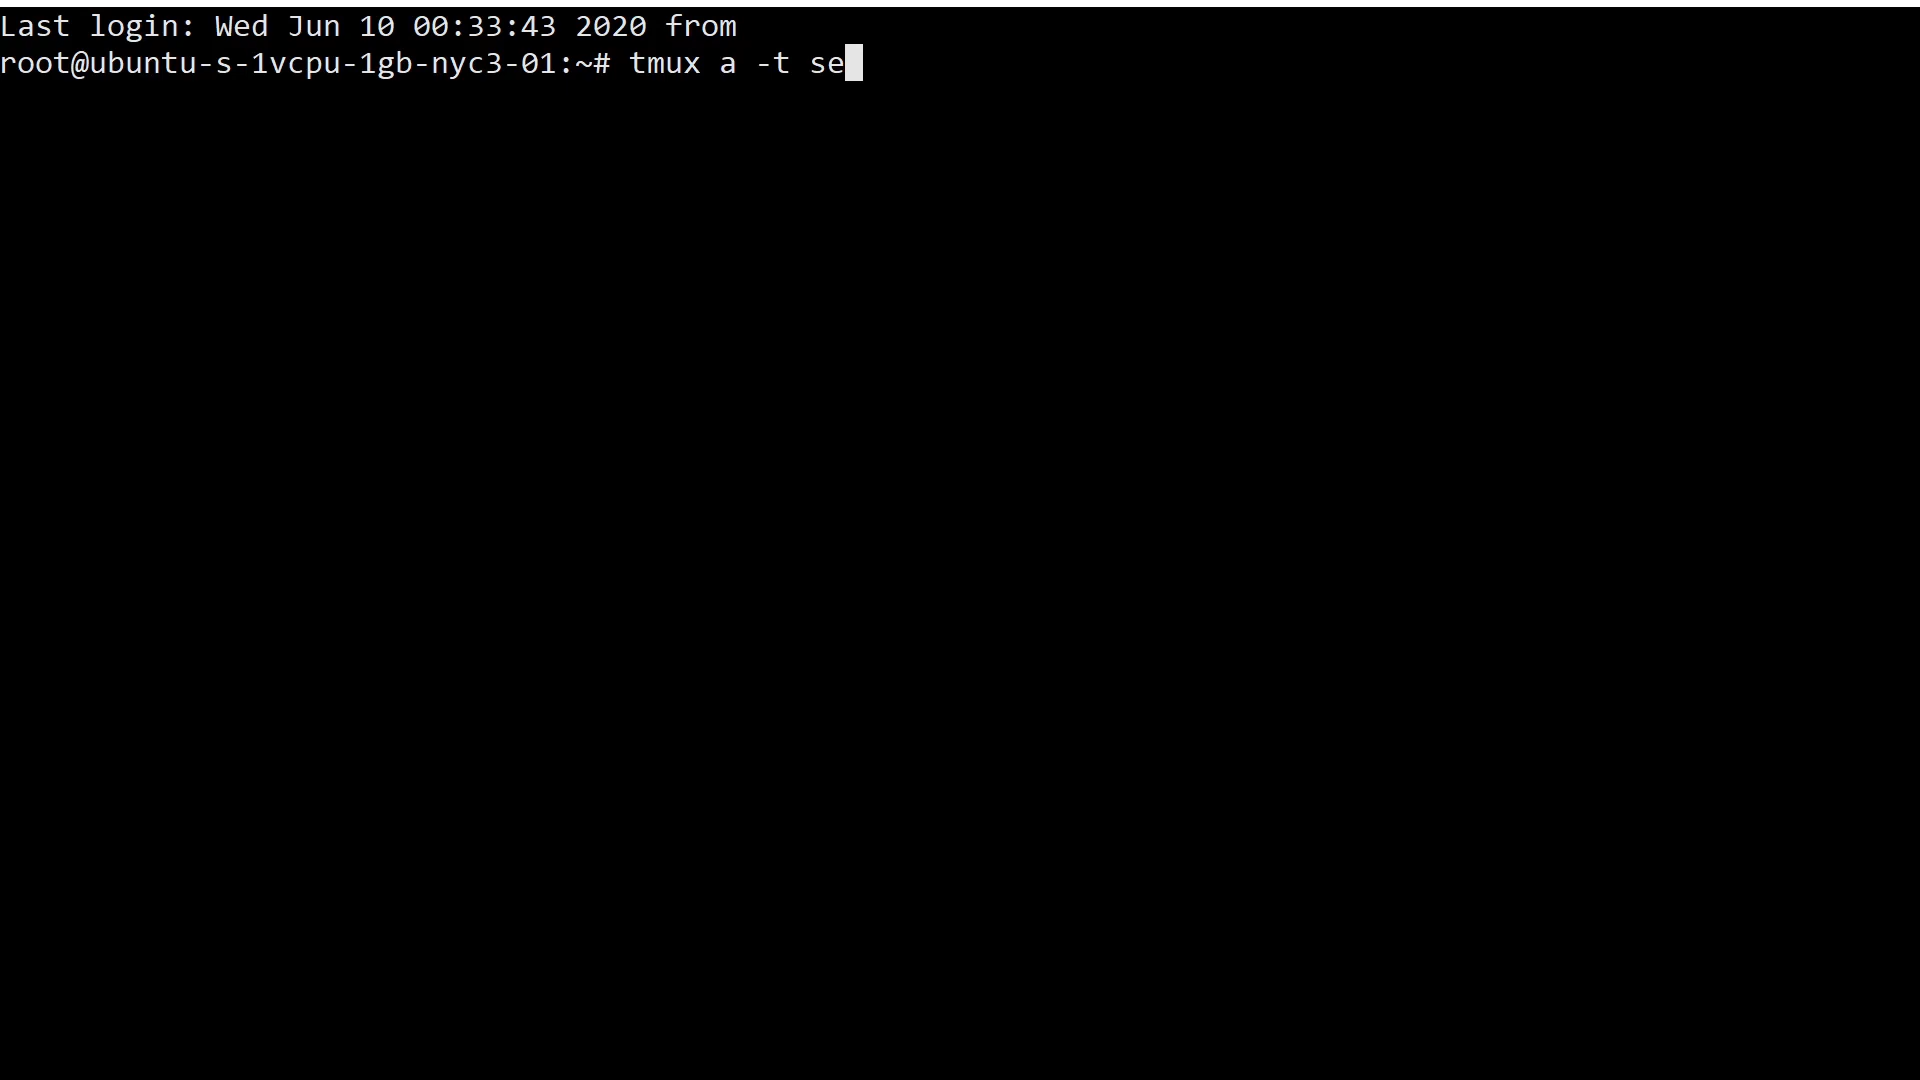 Last login: Wed Jun 10 00:33:43 2020 from
root@ubuntu-s-1vcpu-1gb-nyc3-01:~# tmux a -t se